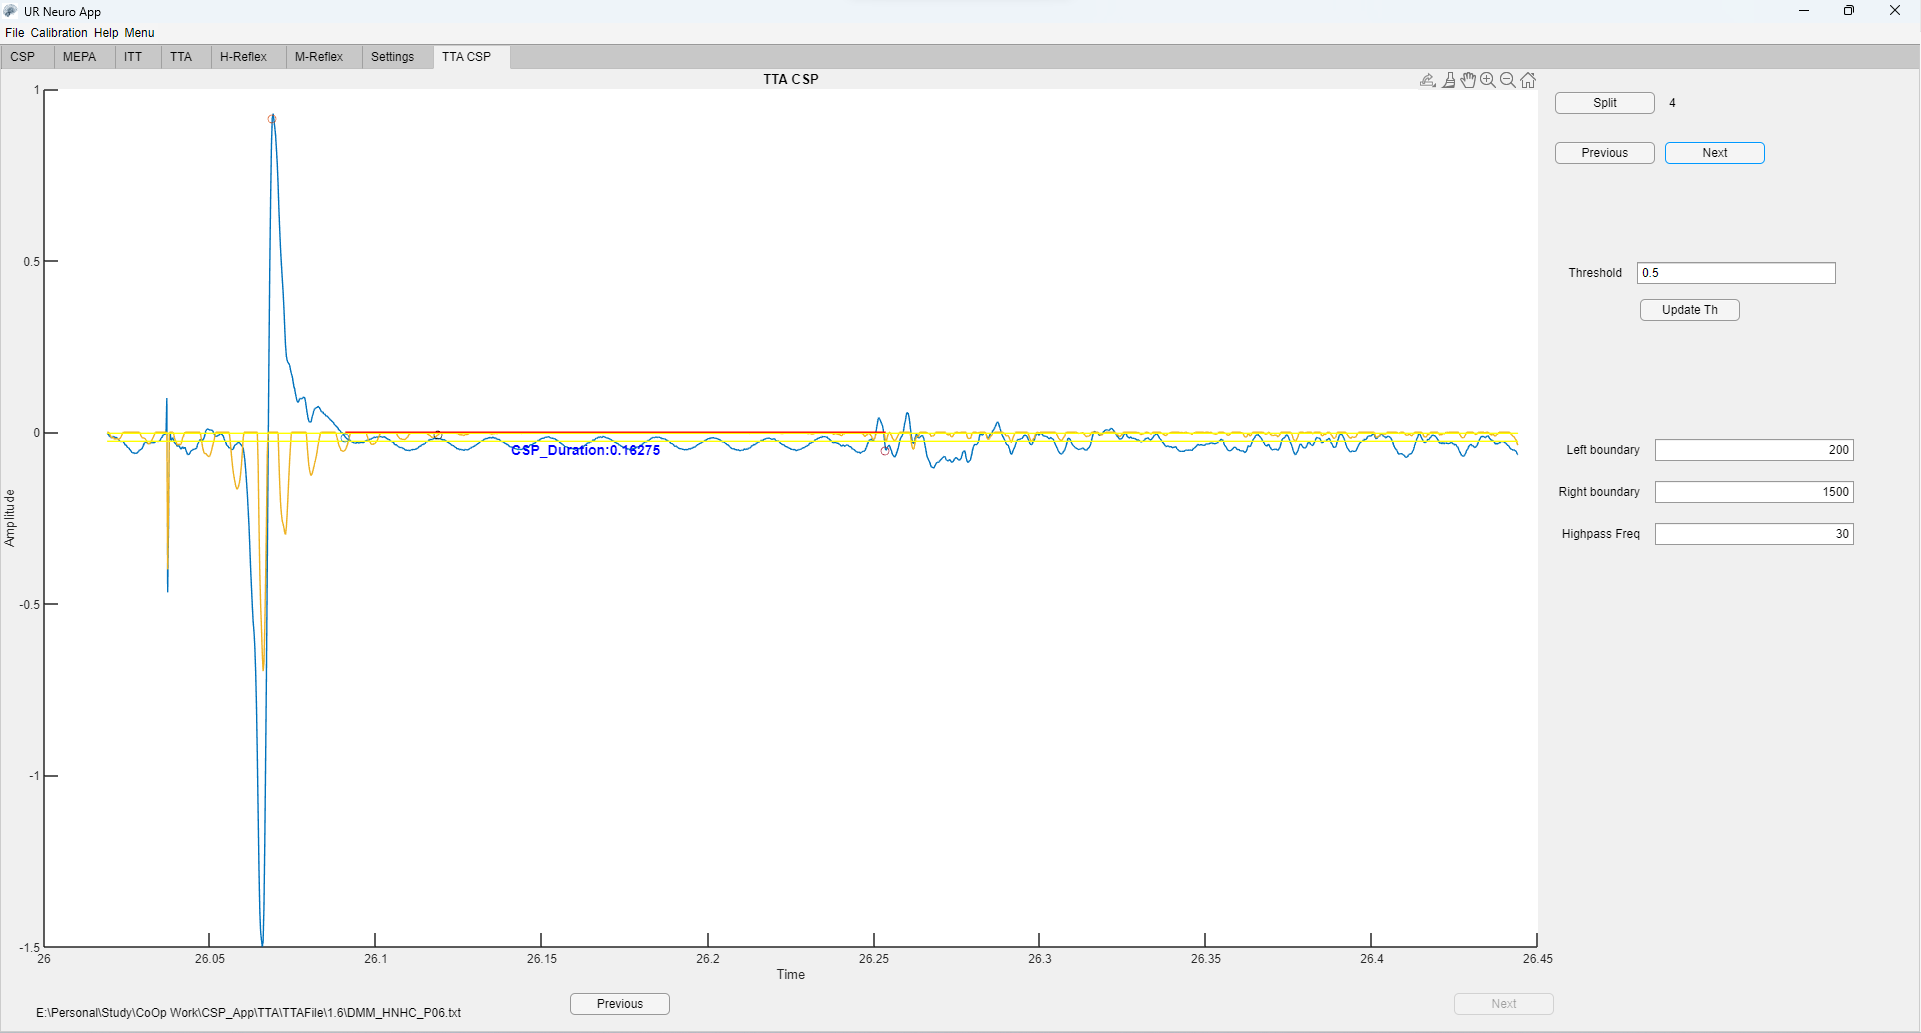 UR Neuro App
File Calibration Help Menu
CSP MEPA ITT TTA H-Reflex M-Reflex Settings TTA CSP
TTA CSP
Split 4
Previous Next
Threshold 0.5
Update Th
Left boundary 200
Right boundary 1500
Highpass Freq 30
1
0.5
0
-0.5
-1
-1.5
Amplitude
CSP_Duration:0.16275
26 26.05 26.1 26.15 26.2 26.25 26.3 26.35 26.4 26.45
Time
Previous Next
E:\Personal\Study\CoOp Work\CSP_App\TTA\TTAFile\1.6\DMM_HNHC_P06.txt